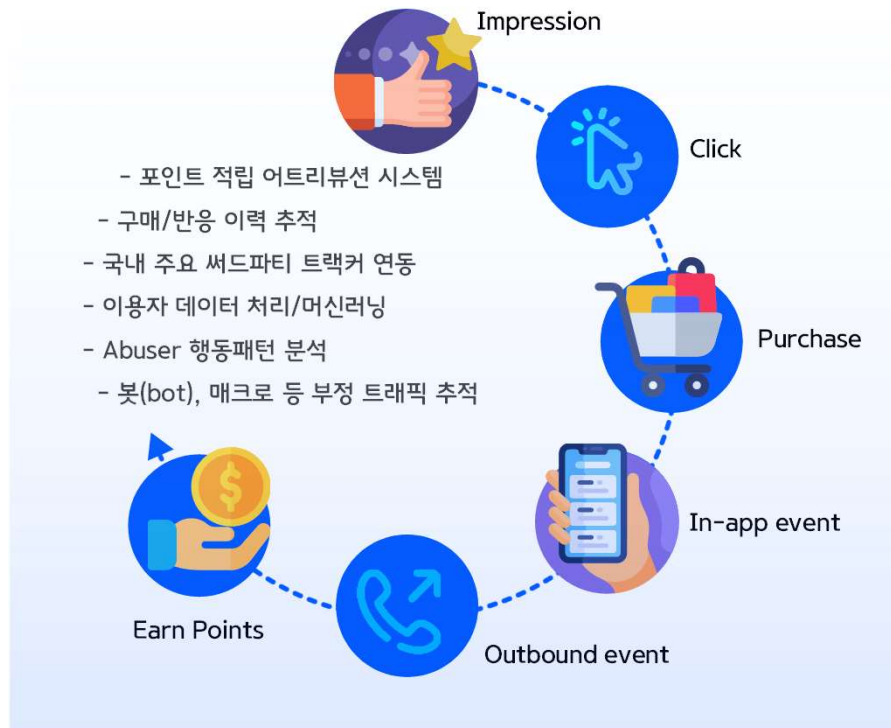 Impression
Click
- 포인트 적립 어트리뷰션 시스템
- 구매/반응 이력 추적
- 국내 주요 써드파티 트랙커 연동
- 이용자 데이터 처리/머신러닝
- Abuser 행동패턴 분석
- 봇(bot), 매크로 등 부정 트래픽 추적
Purchase
In-app event
Outbound event
Earn Points